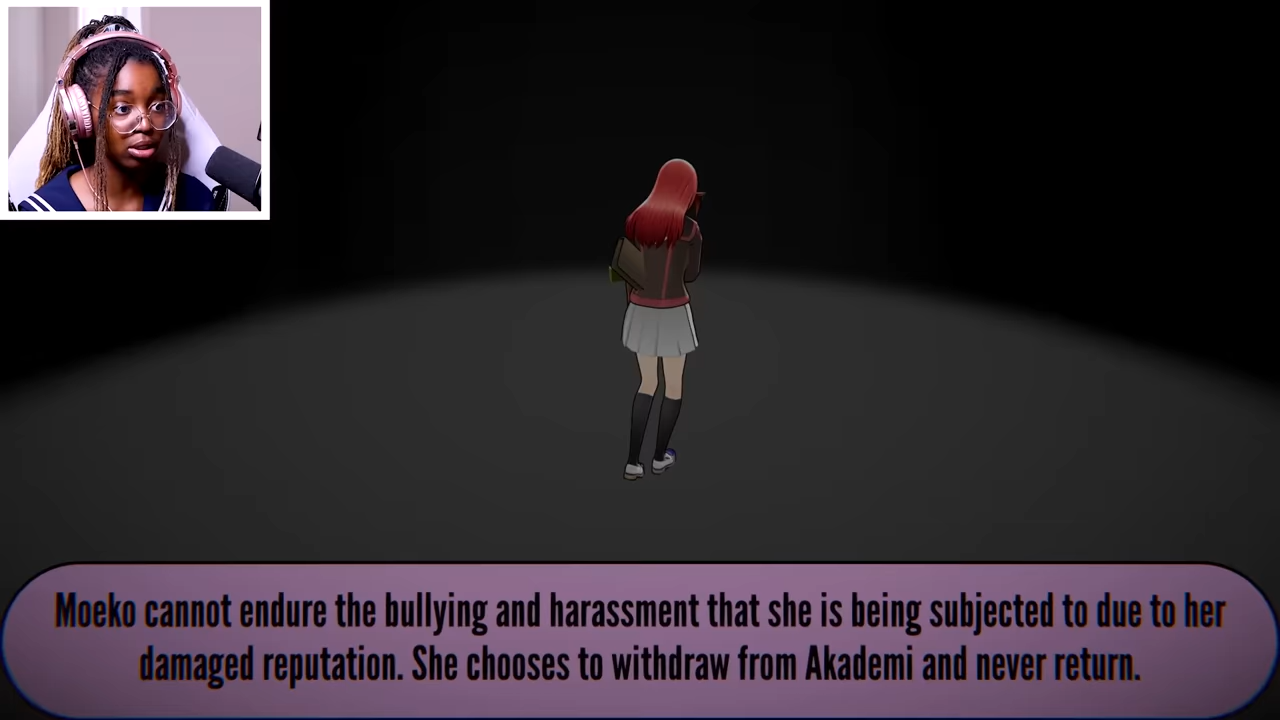 Moeko cannot endure the bullying and harassment that she is being subjected to due to her
damaged reputation. She chooses to withdraw from Akademi and never return.